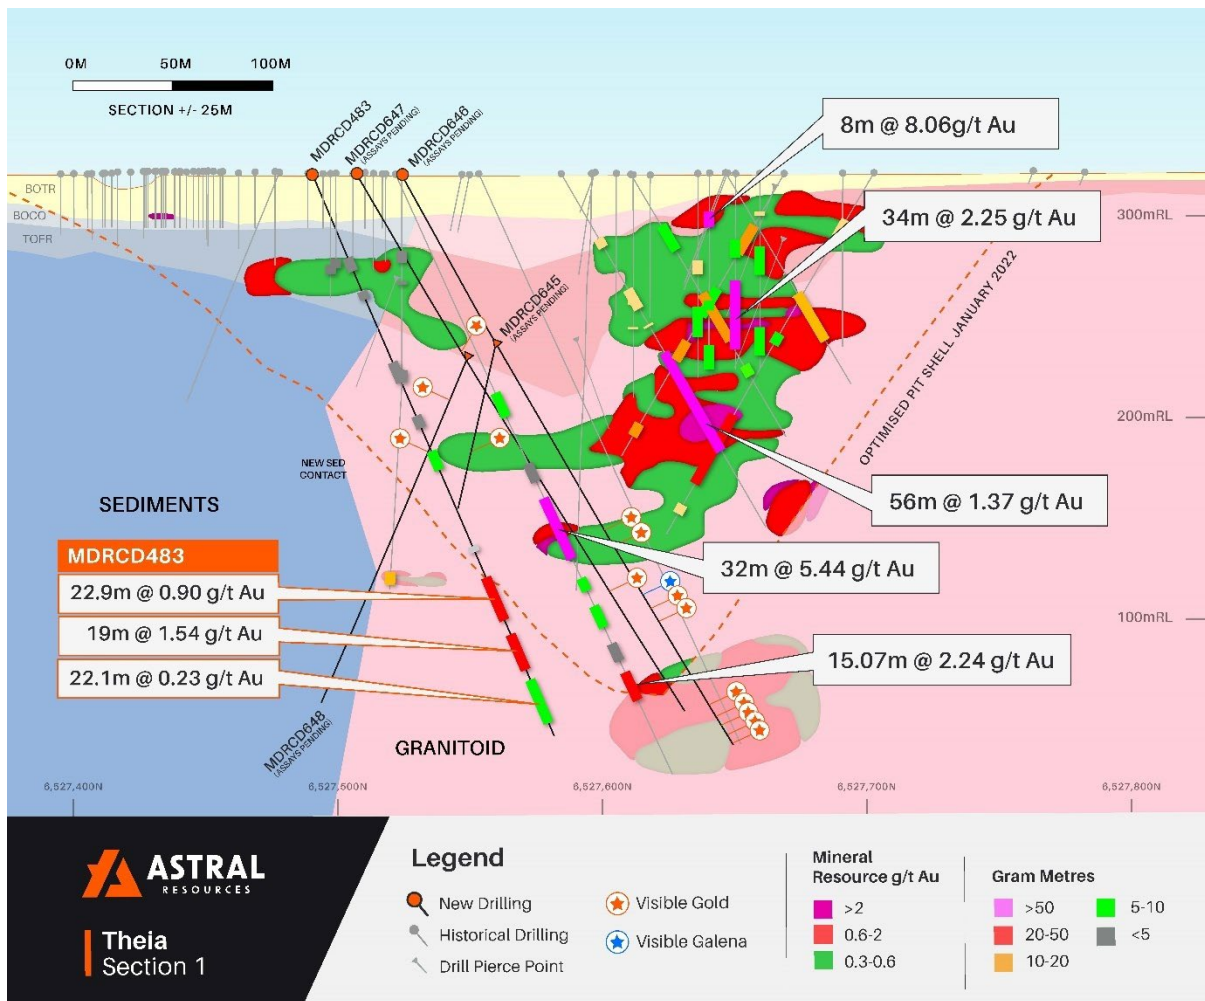 0M 50M 100M
SECTION +/- 25M
MDRCD483
MDRCD647
(ASSAYS PENDING)
MDRCD646
(ASSAYS PENDING)
8m @ 8.06g/t Au
BOTR
BOCO
TOFR
300mRL
34m @ 2.25 g/t Au
MDRCD645
(ASSAYS PENDING)
OPTIMISED PIT SHELL JANUARY 2022
200mRL
NEW SED
CONTACT
SEDIMENTS
56m @ 1.37 g/t Au
MDRCD483
22.9m @ 0.90 g/t Au
19m @ 1.54 g/t Au
22.1m @ 0.23 g/t Au
32m @ 5.44 g/t Au
100mRL
15.07m @ 2.24 g/t Au
MDRCD648
(ASSAYS PENDING)
GRANITOID
6,527,400N 6,527,500N 6,527,600N 6,527,700N 6,527,800N
ASTRAL
RESOURCES
Theia
Section 1
Legend
New Drilling
Historical Drilling
Drill Pierce Point
Visible Gold
Visible Galena
Mineral
Resource g/t Au
>2
0.6-2
0.3-0.6
Gram Metres
>50
20-50
10-20
5-10
<5